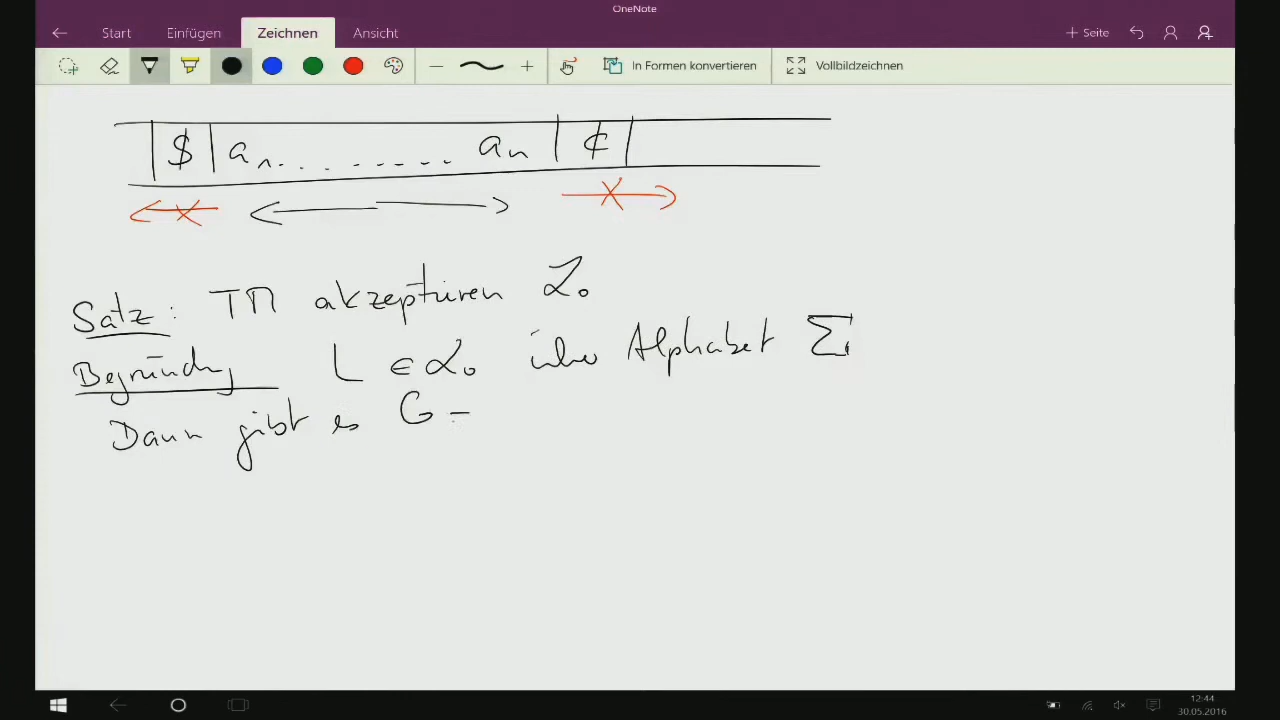 OneNote
Start Einfügen Zeichnen Ansicht Seite
In Formen konvertieren Vollbildzeichnen
$ a₁ . . . . . . . . . aₙ ¢
Satz: TM akzeptieren ℒ₀
Begründung L ∈ ℒ₀ über Alphabet Σ
Dann gibt es G =
12:44
30.05.2016